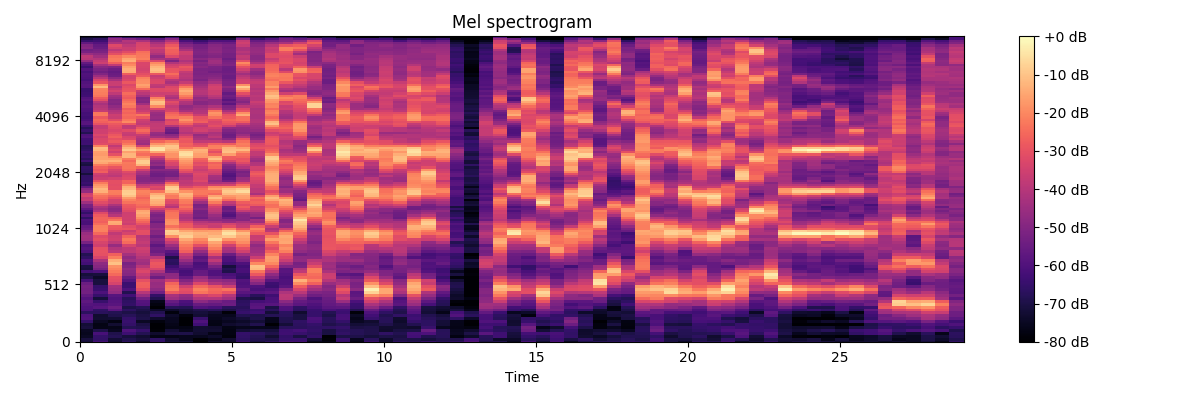 Mel spectrogram
Hz
8192
4096
2048
1024
512
0
0 5 10 15 20 25
Time
+0 dB
-10 dB
-20 dB
-30 dB
-40 dB
-50 dB
-60 dB
-70 dB
-80 dB